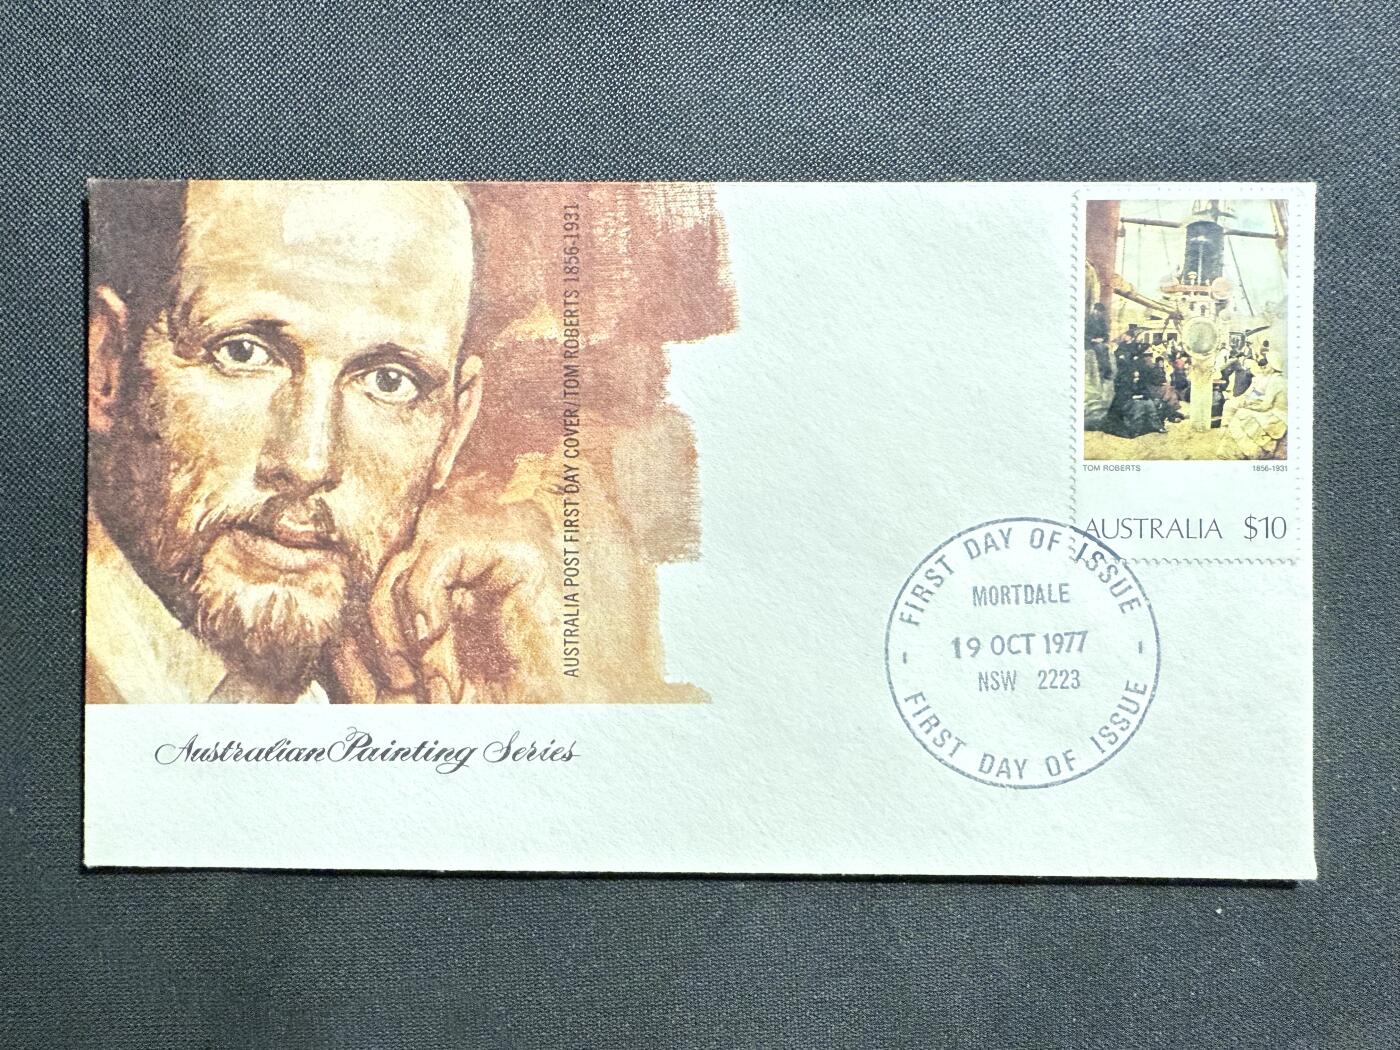 AUSTRALIA POST FIRST DAY COVER/TOM ROBERTS 1856-1931
Australian Painting Series
TOM ROBERTS 1856-1931
AUSTRALIA $10
FIRST DAY OF ISSUE
MORTDALE
19 OCT 1977
NSW 2223
FIRST DAY OF ISSUE